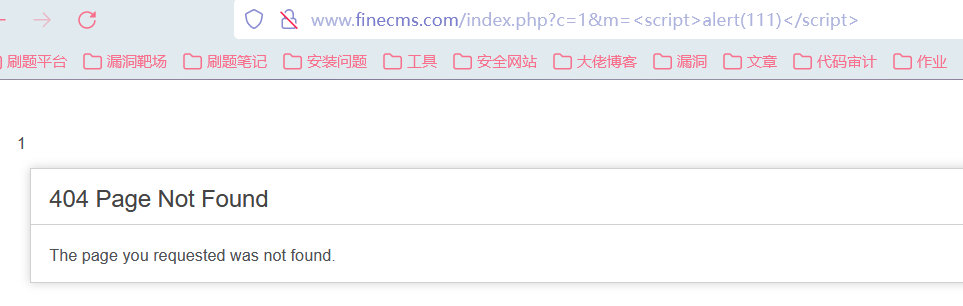 www.finecms.com/index.php?c=1&m=<script>alert(111)</script>
刷题平台 漏洞靶场 刷题笔记 安装问题 工具 安全网站 大佬博客 漏洞 文章 代码审计 作业
1
404 Page Not Found
The page you requested was not found.